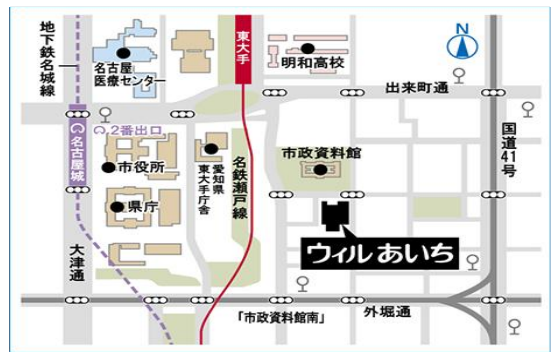 地下鉄名城線
名古屋
医療センター
東大手
明和高校
N
出来町通
2番出口
名古屋城
市役所
愛知県
東大手庁舎
名鉄瀬戸線
市政資料館
国道41号
県庁
大津通
ウィルあいち
「市政資料館南」
外堀通